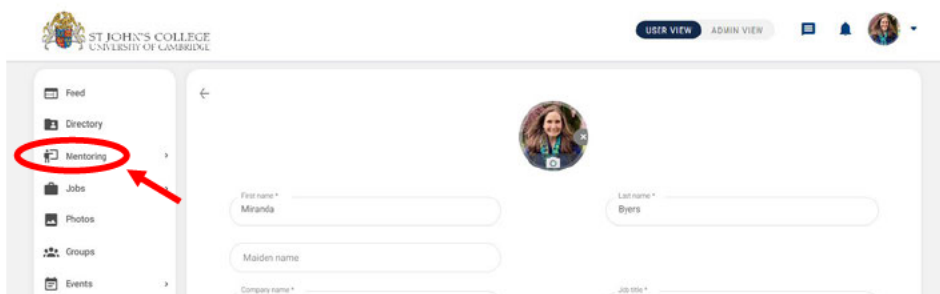 ST JOHN'S COLLEGE
UNIVERSITY OF CAMBRIDGE
USER VIEW ADMIN VIEW
Feed
Directory
Mentoring
Jobs
Photos
Groups
Events
First name *
Miranda
Last name *
Byers
Maiden name
Company name *
Job title *